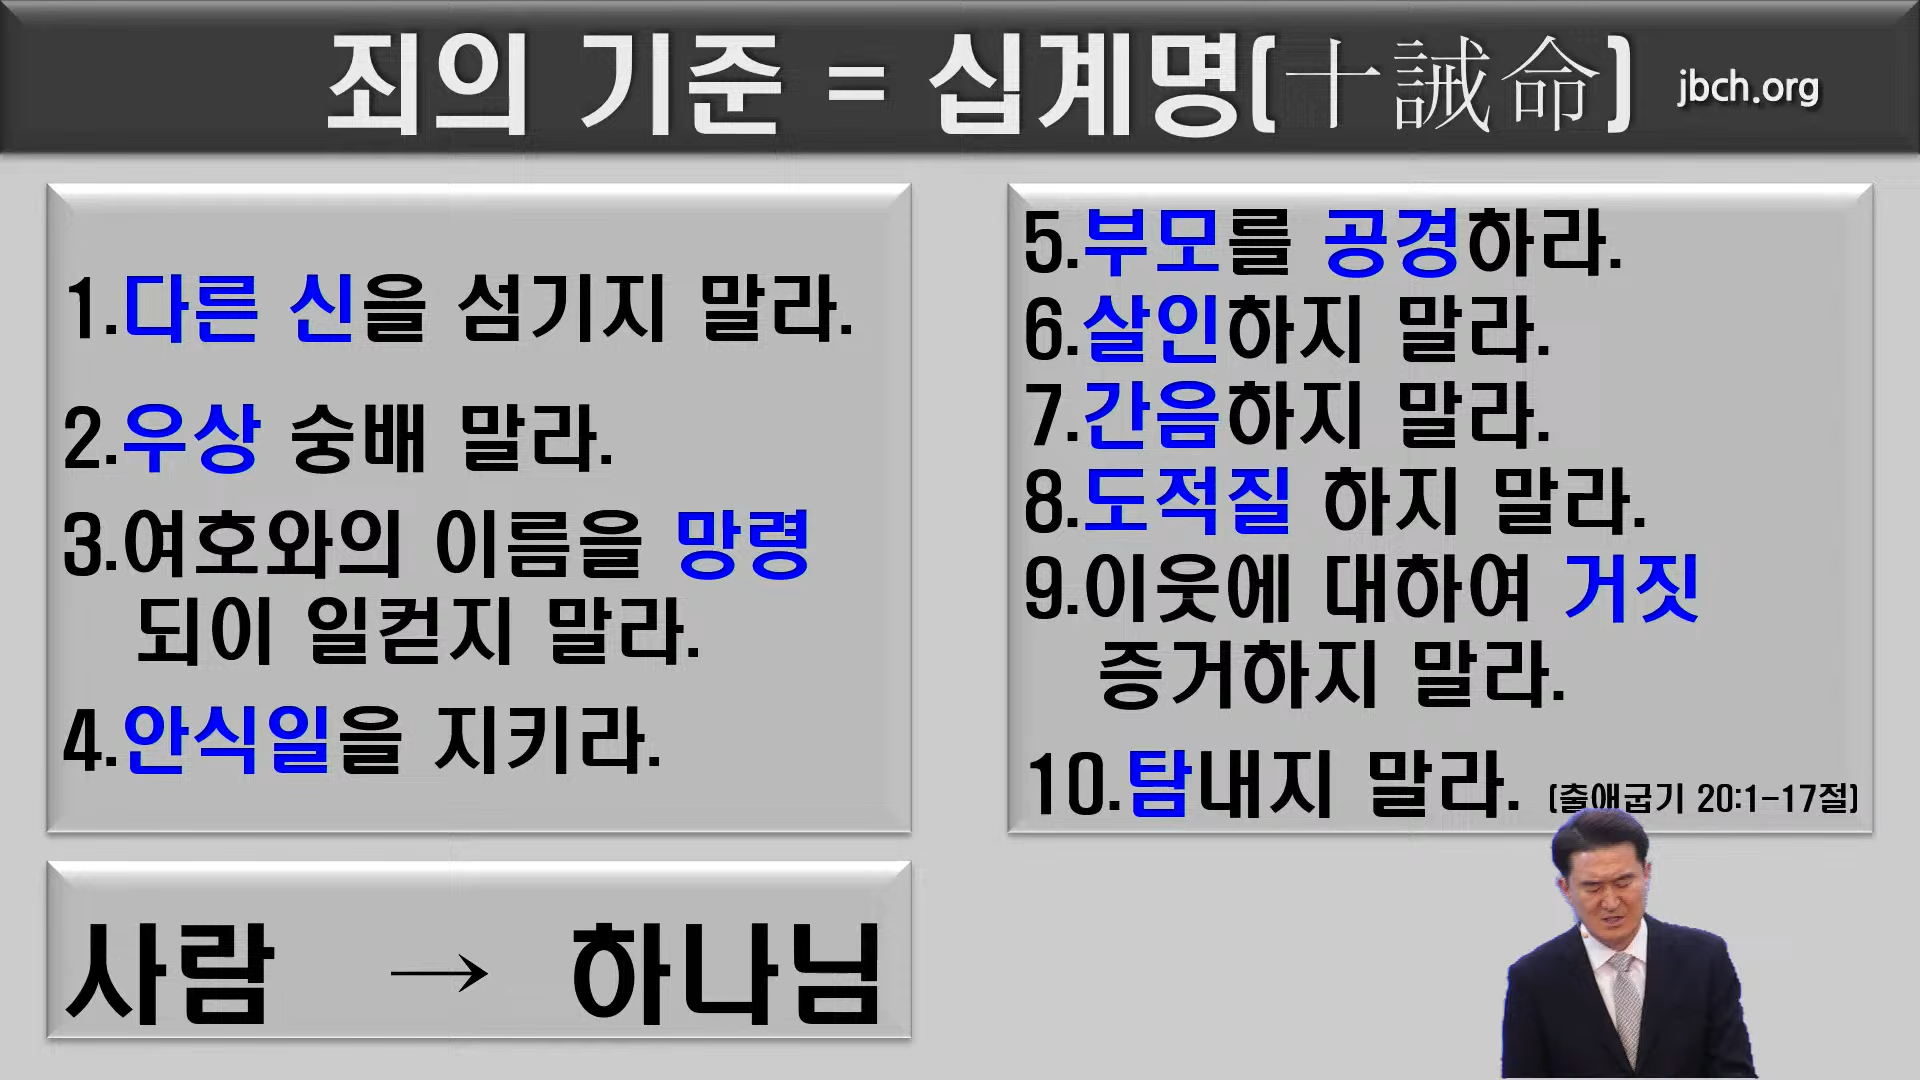 죄의 기준 = 십계명(十誡命) jbch.org
1.다른 신을 섬기지 말라.
2.우상 숭배 말라.
3.여호와의 이름을 망령
되이 일컫지 말라.
4.안식일을 지키라.
5.부모를 공경하라.
6.살인하지 말라.
7.간음하지 말라.
8.도적질 하지 말라.
9.이웃에 대하여 거짓
증거하지 말라.
10.탐내지 말라. (출애굽기 20:1-17절)
사람 → 하나님